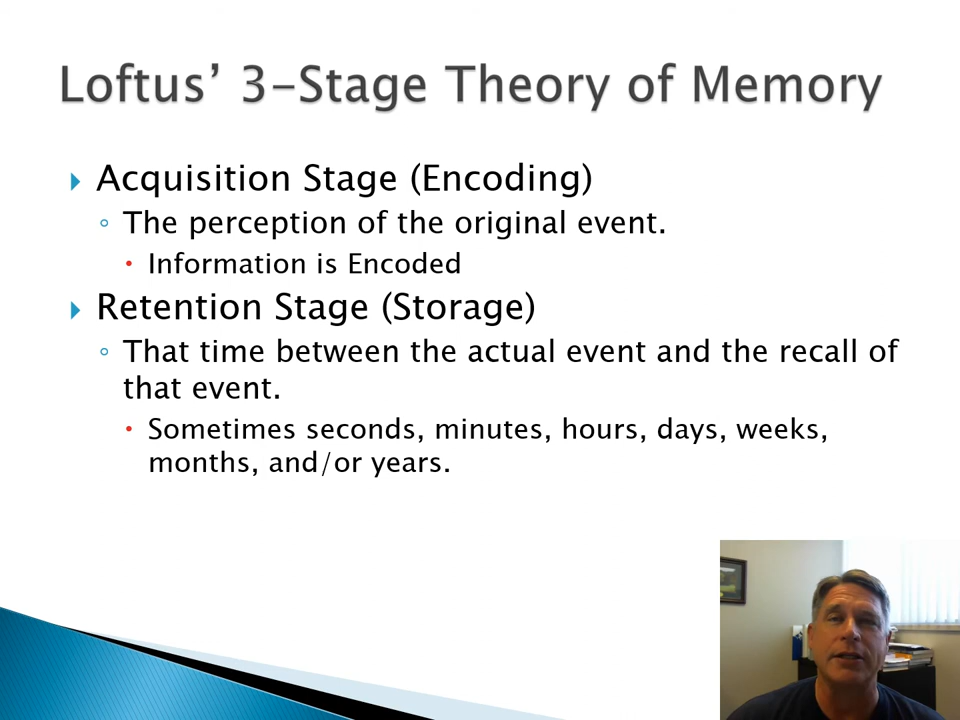 Loftus’ 3-Stage Theory of Memory
Acquisition Stage (Encoding)
The perception of the original event.
Information is Encoded
Retention Stage (Storage)
That time between the actual event and the recall of
that event.
Sometimes seconds, minutes, hours, days, weeks,
months, and/or years.